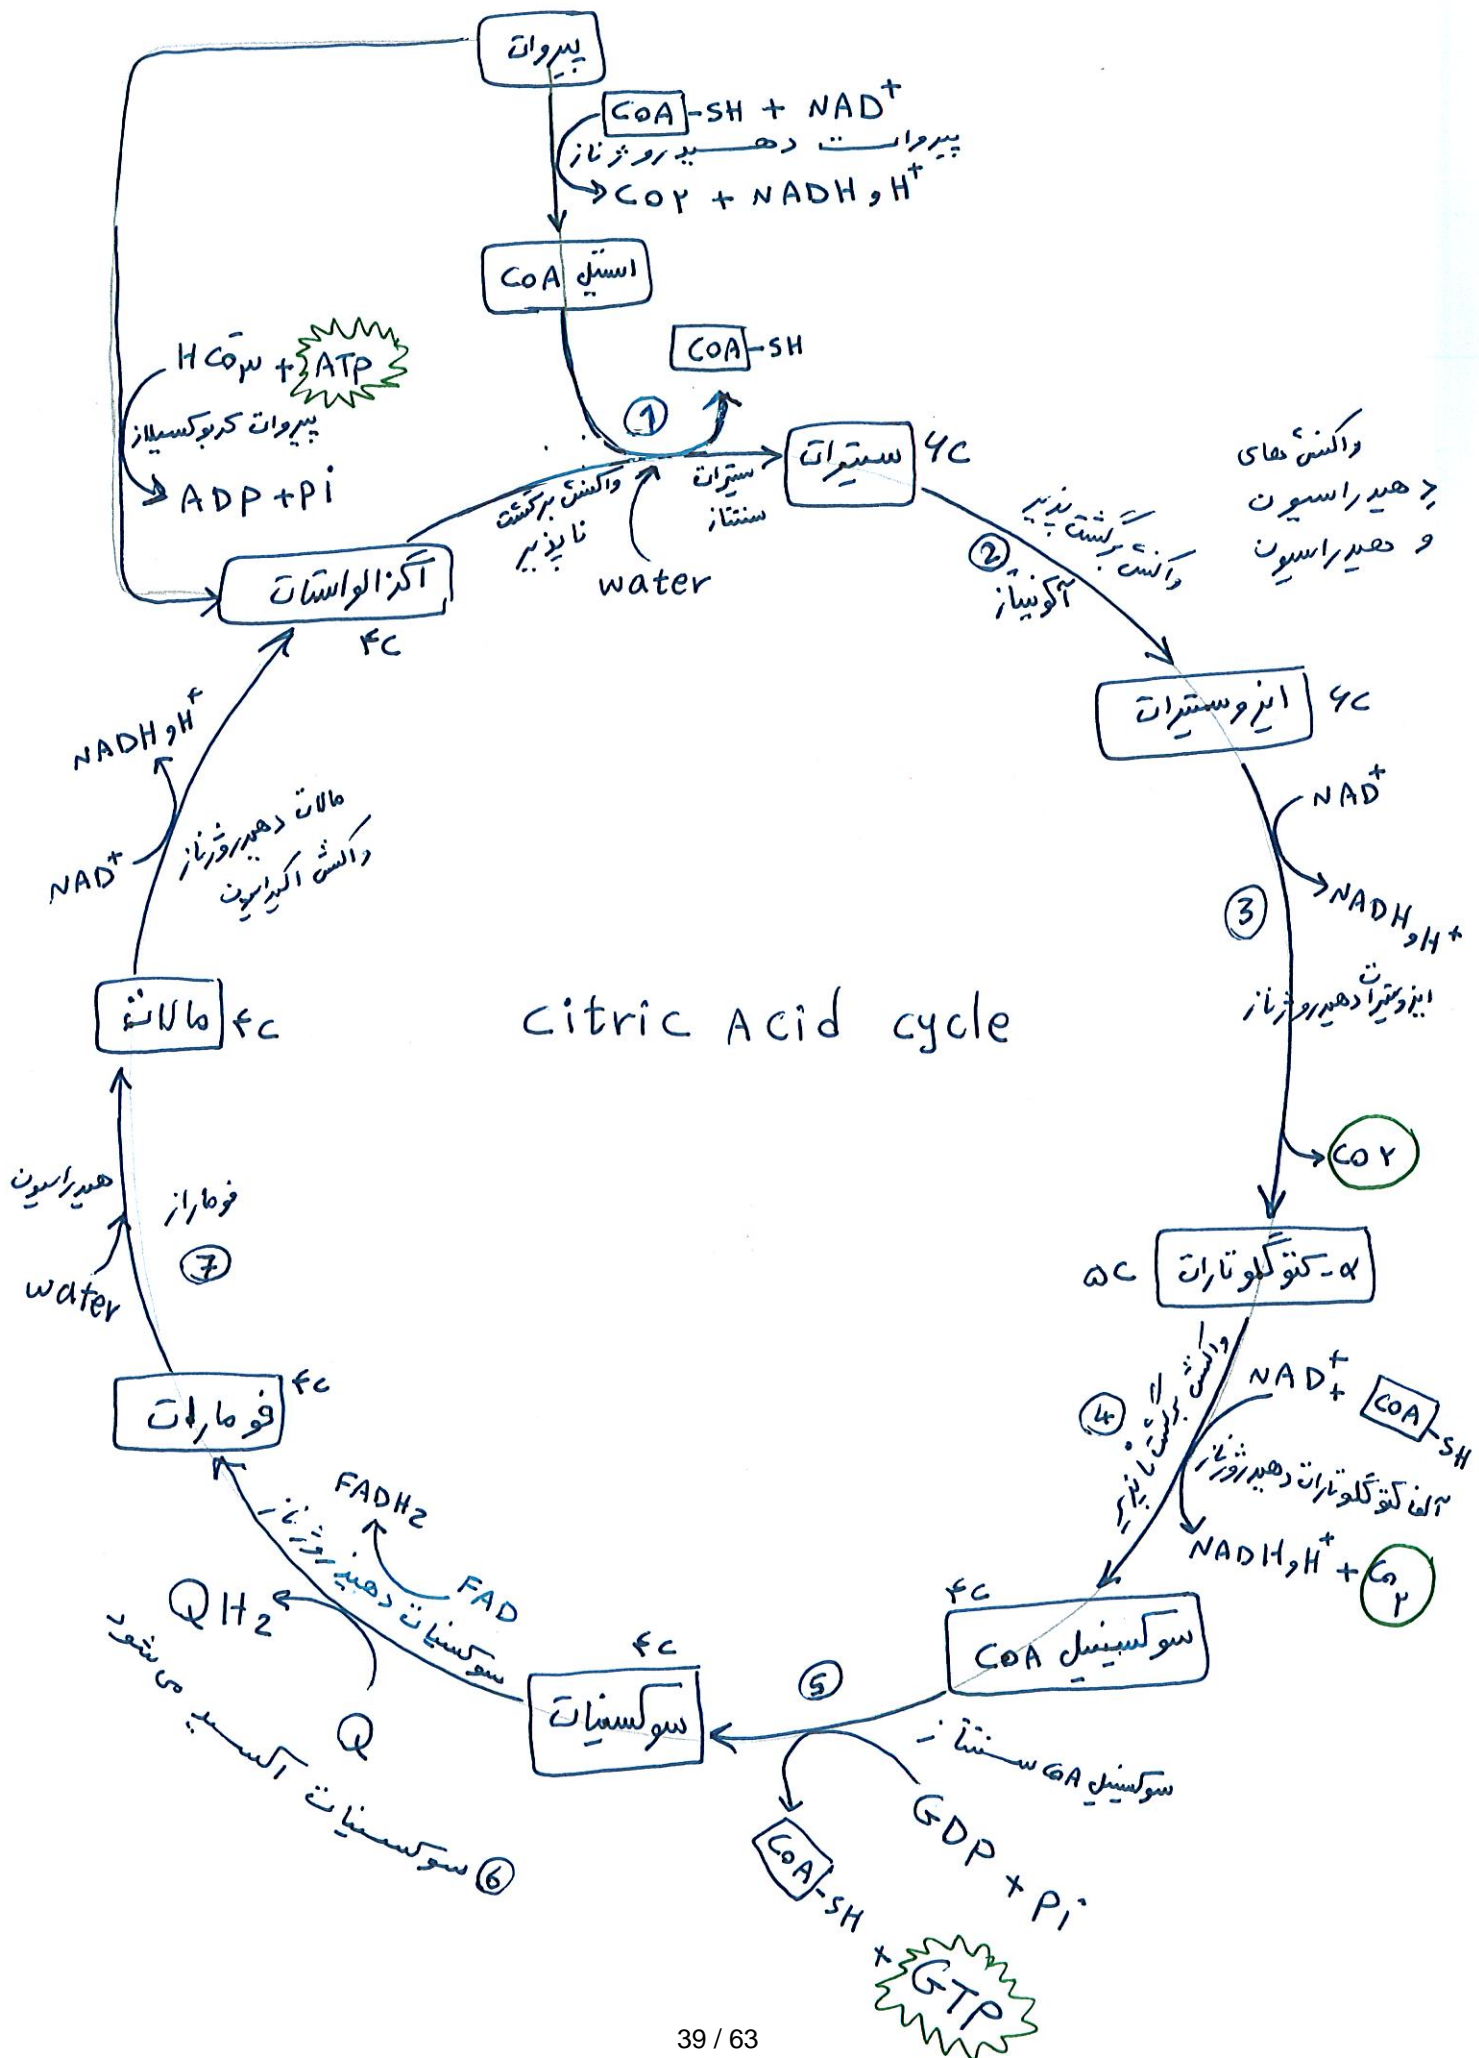 پیروات
CoA-SH + NAD+
پیروات دهیدروژناز
CO۲ + NADH و H+
استیل CoA
CoA-SH
HCO۳- + ATP
پیروات کربوکسیلاز
ADP + Pi
1
سیترات
6C
سیترات
سنتتاز
واکنش برگشت
ناپذیر
water
اگزالواستات
۴C
واکنش برگشت پذیر
2
آکونیتاز
واکنش های
دهیدراسیون
و هیدراسیون
ایزوسیترات
6C
NAD+
NADH و H+
3
ایزوسیترات دهیدروژناز
CO۲
α-کتوگلوتارات
۵C
واکنش برگشت ناپذیر
4
NAD+ + CoA-SH
آلفا کتوگلوتارات دهیدروژناز
NADH و H+ + CO۲
سوکسینیل CoA
۴C
5
سوکسینیل CoA سنتتاز
GDP + Pi
CoA-SH + GTP
سوکسینات
۴C
سوکسینات دهیدروژناز
FAD
FADH2
Q
QH2
6 سوکسینات اکسید می شود
فومارات
۴C
7
فوماراز
water
هیدراسیون
مالات
۴C
مالات دهیدروژناز
واکنش اکیداسیون
NAD+
NADH و H+
Citric Acid cycle
39 / 63